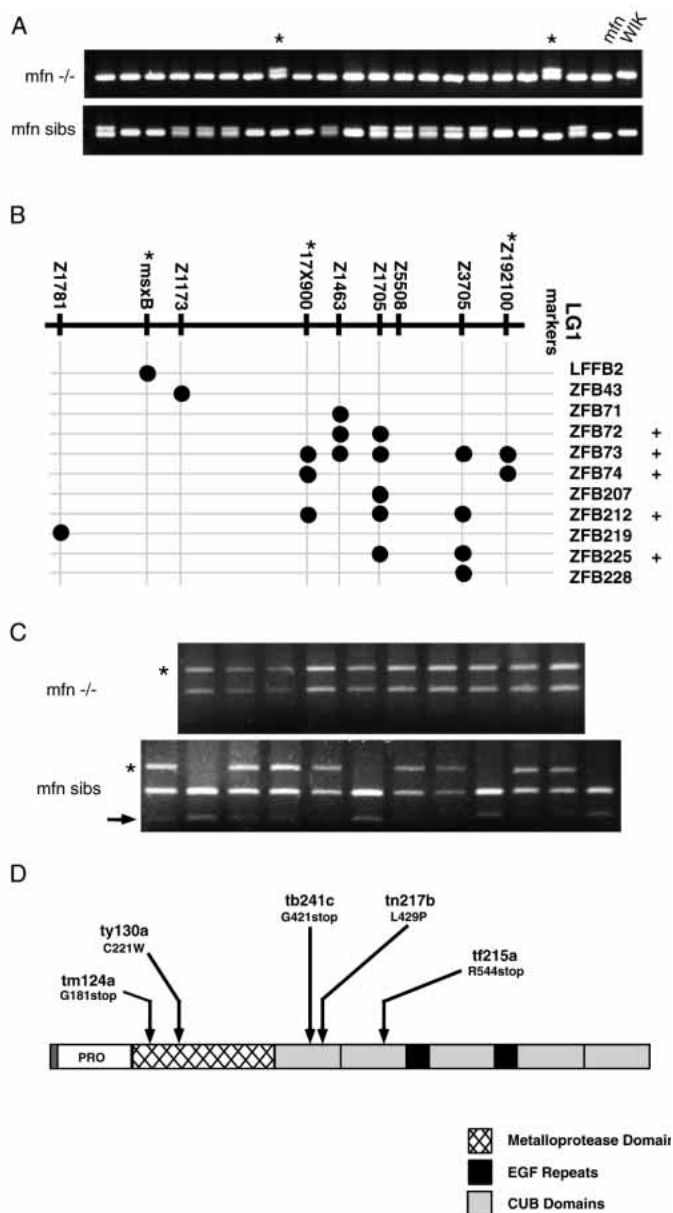 A
*
*
mfn
WIK
mfn -/-
mfn sibs
B
Z1781
*msxB
Z1173
*17X900
Z1463
Z1705
Z5508
Z3705
*Z192100
LG1
markers
LFFB2
ZFB43
ZFB71
ZFB72 +
ZFB73 +
ZFB74 +
ZFB207
ZFB212 +
ZFB219
ZFB225 +
ZFB228
C
*
mfn -/-
*
mfn sibs
D
tb241c
G421stop
tn217b
L429P
ty130a
C221W
tf215a
R544stop
tm124a
G181stop
PRO
Metalloprotease Domain
EGF Repeats
CUB Domains